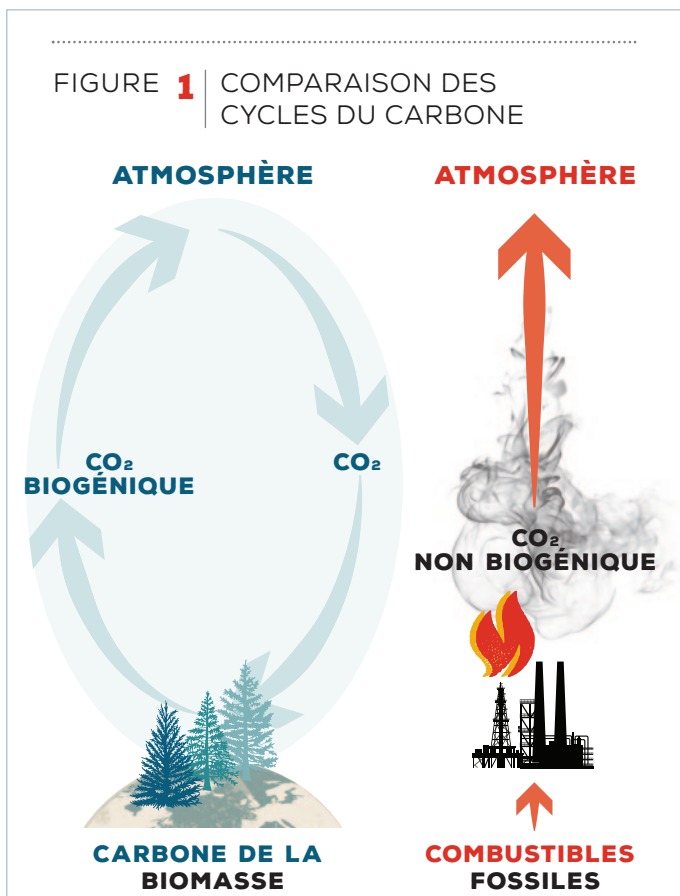 FIGURE 1 COMPARAISON DES
CYCLES DU CARBONE
ATMOSPHÈRE
CO₂
BIOGÉNIQUE
CO₂
CARBONE DE LA
BIOMASSE
ATMOSPHÈRE
CO₂
NON BIOGÉNIQUE
COMBUSTIBLES
FOSSILES